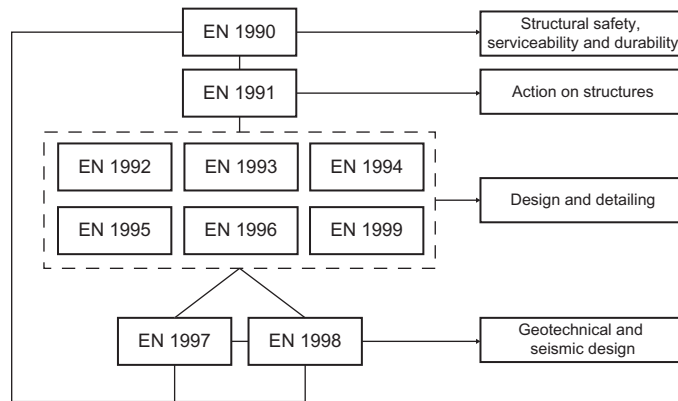 EN 1990
Structural safety,
serviceability and durability
EN 1991
Action on structures
EN 1992
EN 1993
EN 1994
EN 1995
EN 1996
EN 1999
Design and detailing
EN 1997
EN 1998
Geotechnical and
seismic design